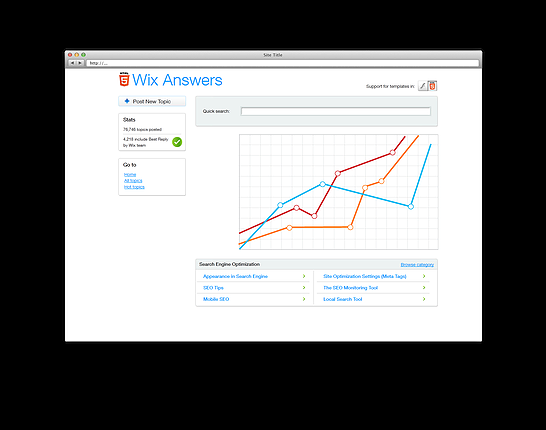 Site Title
http://...
HTML
Wix Answers
Support for templates in:
Post New Topic
Quick search:
Stats
78,746 topics posted
4,218 include Best Reply
by Wix team
Go to
Home
All topics
Hot topics
Search Engine Optimization
Browse category
Appearance in Search Engine
Site Optimization Settings (Meta Tags)
SEO Tips
The SEO Monitoring Tool
Mobile SEO
Local Search Tool